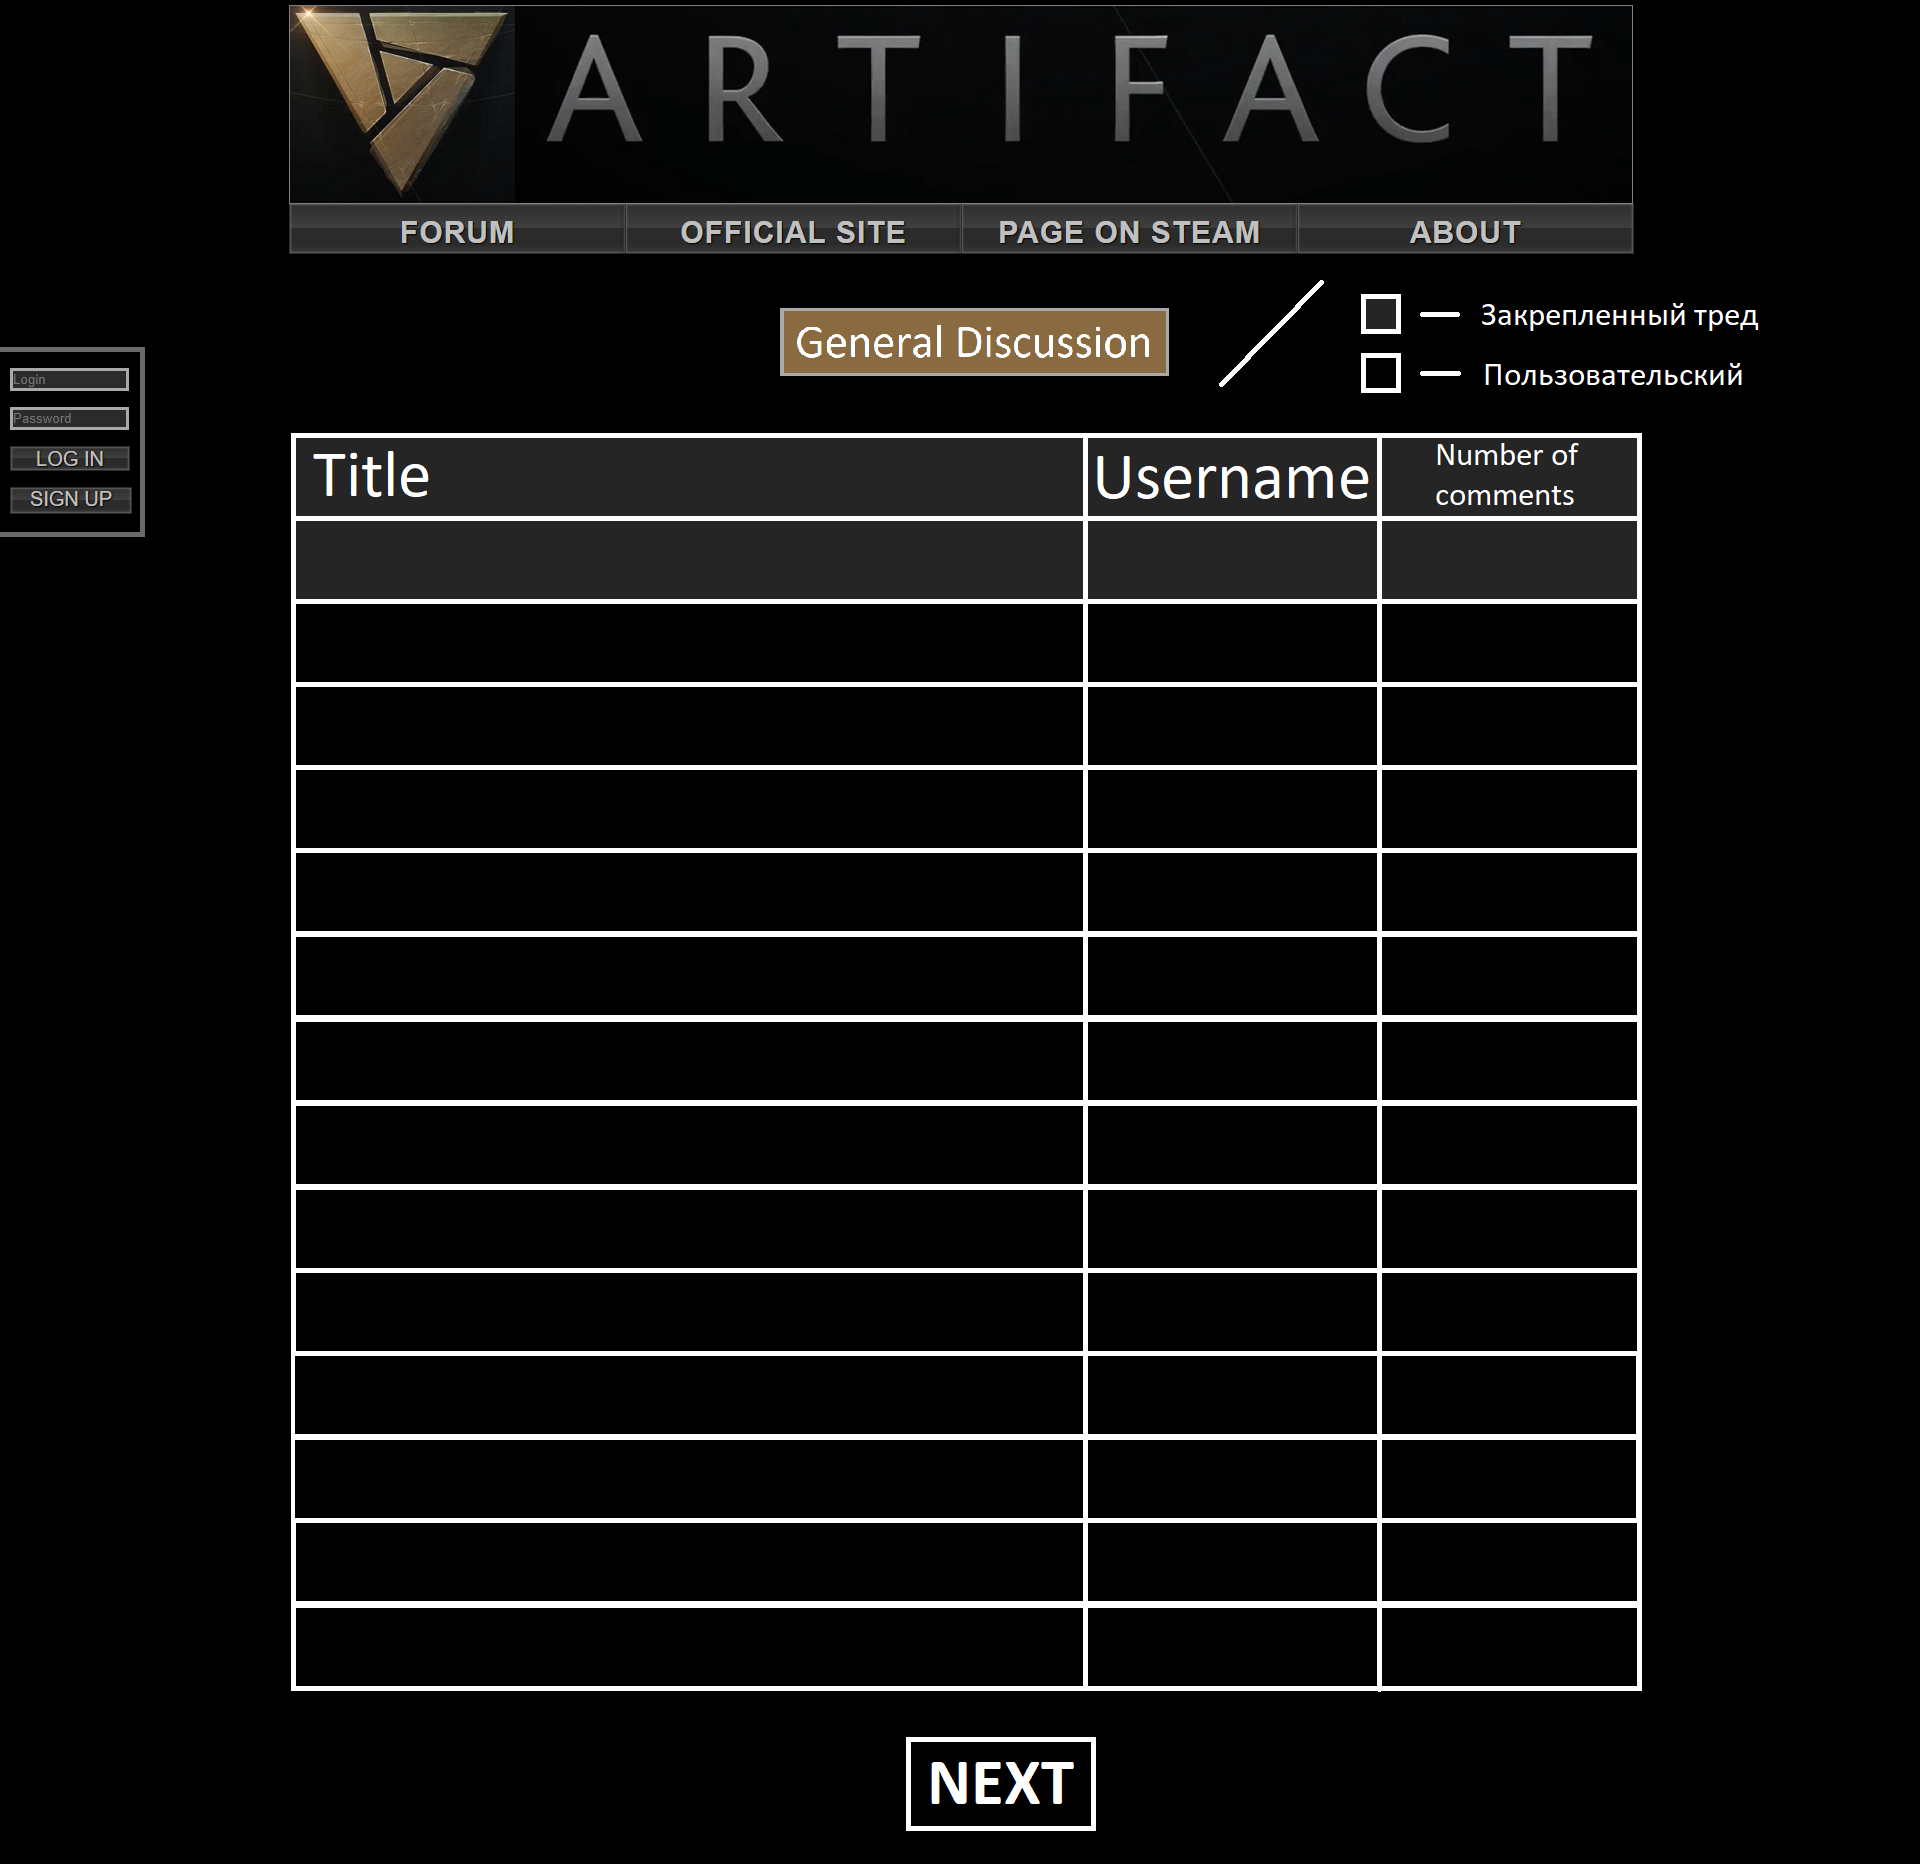 ARTIFACT
FORUM
OFFICIAL SITE
PAGE ON STEAM
ABOUT
General Discussion
Закрепленный тред
Пользовательский
Login
Password
LOG IN
SIGN UP
Title
Username
Number of
comments
NEXT